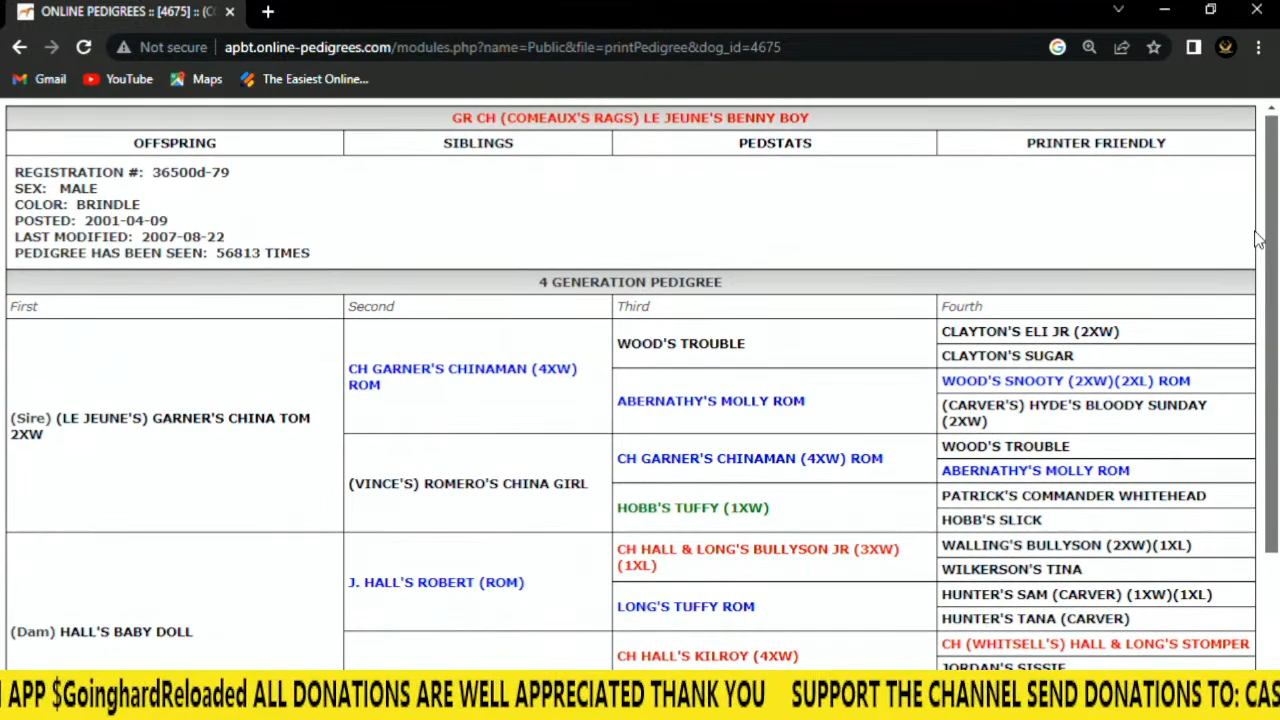 ONLINE PEDIGREES :: [4675] :: (C
Not secure
apbt.online-pedigrees.com/modules.php?name=Public&file=printPedigree&dog_id=4675
Gmail
YouTube
Maps
The Easiest Online...
GR CH (COMEAUX'S RAGS) LE JEUNE'S BENNY BOY
OFFSPRING
SIBLINGS
PEDSTATS
PRINTER FRIENDLY
REGISTRATION #: 36500d-79
SEX: MALE
COLOR: BRINDLE
POSTED: 2001-04-09
LAST MODIFIED: 2007-08-22
PEDIGREE HAS BEEN SEEN: 56813 TIMES
4 GENERATION PEDIGREE
First
Second
Third
Fourth
(Sire) (LE JEUNE'S) GARNER'S CHINA TOM
2XW
CH GARNER'S CHINAMAN (4XW)
ROM
WOOD'S TROUBLE
CLAYTON'S ELI JR (2XW)
CLAYTON'S SUGAR
ABERNATHY'S MOLLY ROM
WOOD'S SNOOTY (2XW)(2XL) ROM
(CARVER'S) HYDE'S BLOODY SUNDAY
(2XW)
(VINCE'S) ROMERO'S CHINA GIRL
CH GARNER'S CHINAMAN (4XW) ROM
WOOD'S TROUBLE
ABERNATHY'S MOLLY ROM
HOBB'S TUFFY (1XW)
PATRICK'S COMMANDER WHITEHEAD
HOBB'S SLICK
(Dam) HALL'S BABY DOLL
J. HALL'S ROBERT (ROM)
CH HALL & LONG'S BULLYSON JR (3XW)
(1XL)
WALLING'S BULLYSON (2XW)(1XL)
WILKERSON'S TINA
LONG'S TUFFY ROM
HUNTER'S SAM (CARVER) (1XW)(1XL)
HUNTER'S TANA (CARVER)
CH HALL'S KILROY (4XW)
CH (WHITSELL'S) HALL & LONG'S STOMPER
JORDAN'S SISSIE
APP $GoinghardReloaded ALL DONATIONS ARE WELL APPRECIATED THANK YOU SUPPORT THE CHANNEL SEND DONATIONS TO: CAS